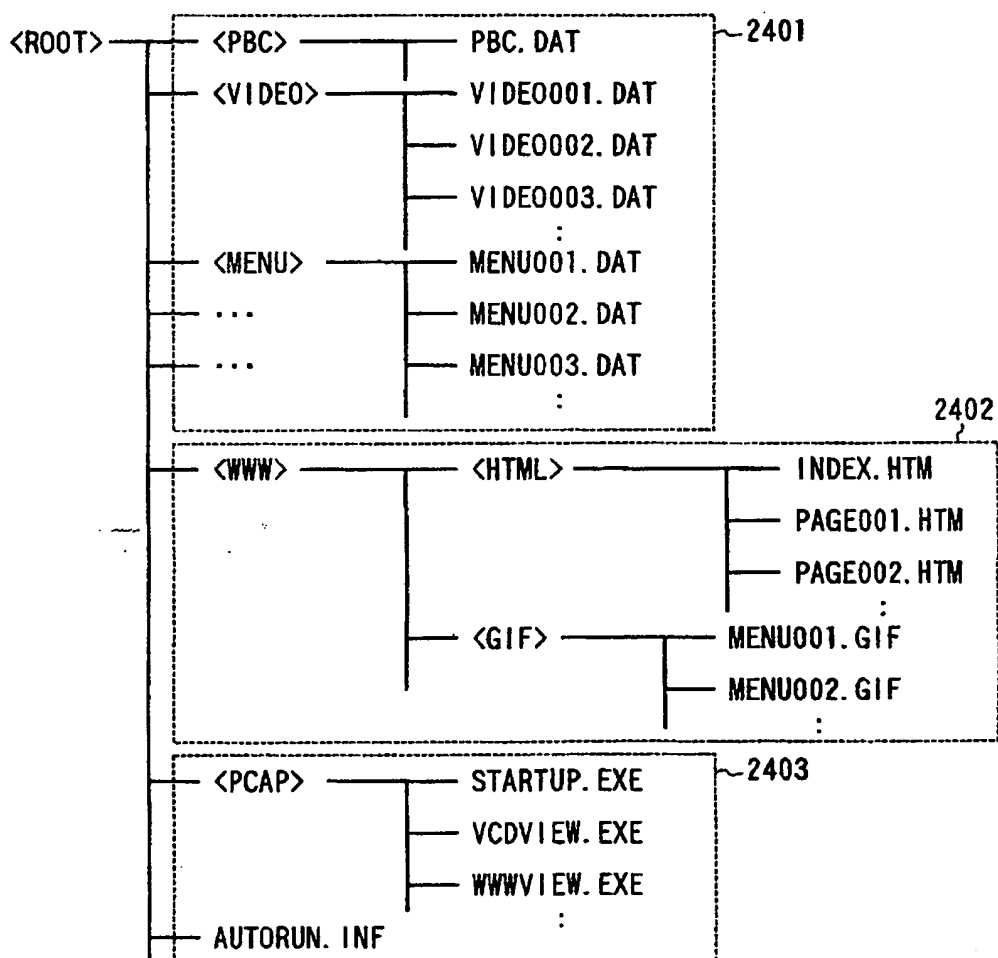 <ROOT> <PBC> PBC.DAT 2401
<VIDEO> VIDEO001.DAT
VIDEO002.DAT
VIDEO003.DAT
:
<MENU> MENU001.DAT
... MENU002.DAT
... MENU003.DAT
:
2402
<WWW> <HTML> INDEX.HTM
PAGE001.HTM
PAGE002.HTM
:
<GIF> MENU001.GIF
MENU002.GIF
:
<PCAP> STARTUP.EXE 2403
VCDVIEW.EXE
WWWVIEW.EXE
:
AUTORUN.INF